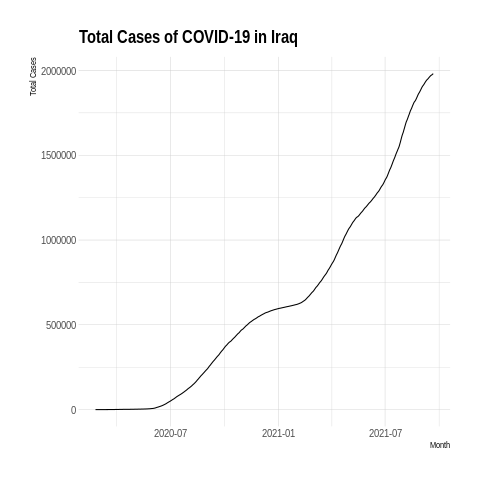 Total Cases of COVID-19 in Iraq
Total Cases
2000000
1500000
1000000
500000
0
2020-07 2021-01 2021-07
Month